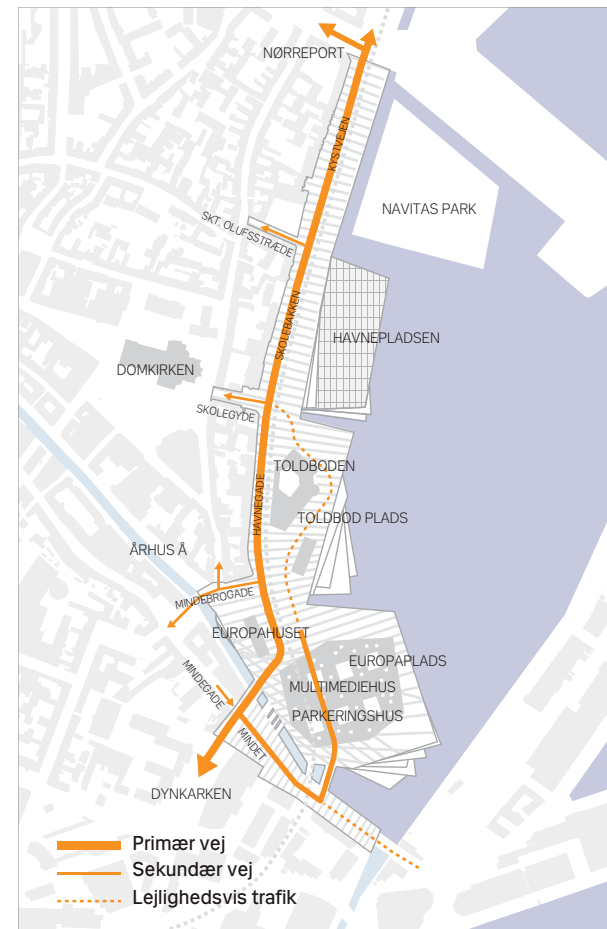 NØRREPORT
KYSTVEJEN
NAVITAS PARK
SKT. OLUFSSTRÆDE
SKOLEBAKKEN
HAVNEPLADSEN
DOMKIRKEN
SKOLEGYDE
TOLDBODEN
HAVNEGADE
TOLDBOD PLADS
ÅRHUS Å
MINDEBROGADE
EUROPAHUSET
EUROPAPLADS
MINDEGADE
MULTIMEDIEHUS
PARKERINGSHUS
MINDET
DYNKARKEN
Primær vej
Sekundær vej
Lejlighedsvis trafik